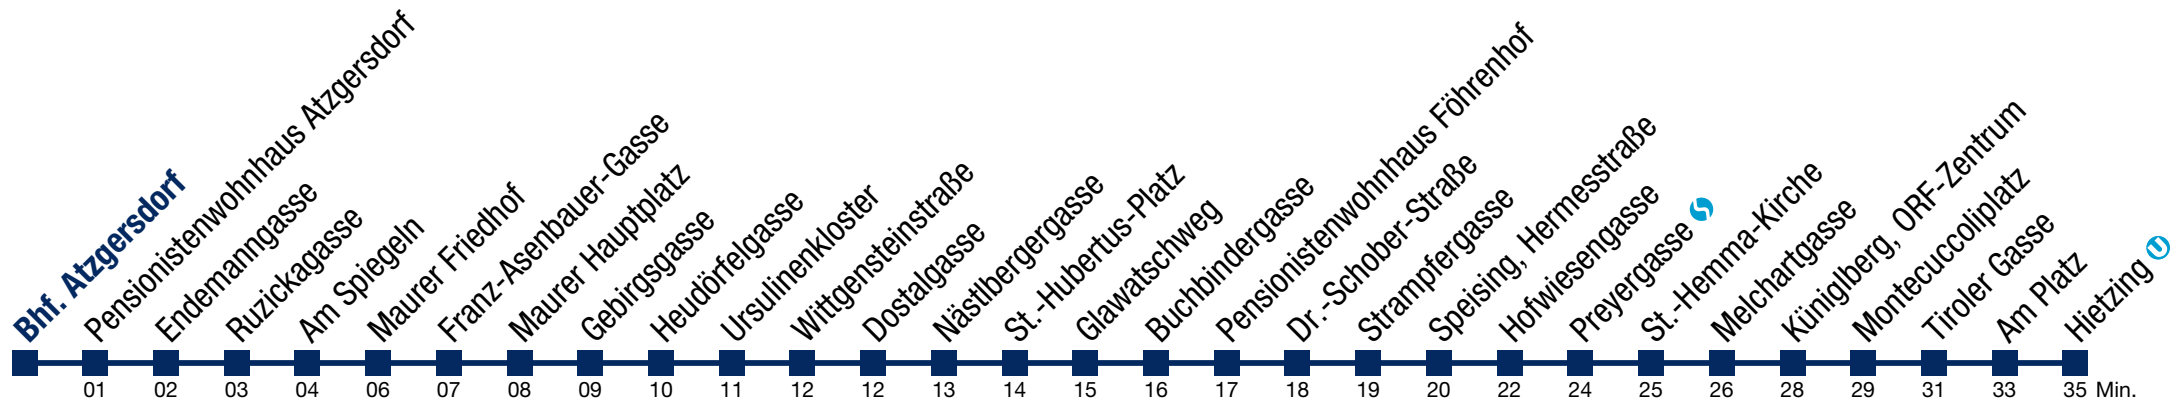 Bhf. Atzgersdorf
Pensionistenwohnhaus Atzgersdorf
Endemanngasse
Ruzickagasse
Am Spiegeln
Maurer Friedhof
Franz-Asenbauer-Gasse
Maurer Hauptplatz
Gebirgsgasse
Heudörfelgasse
Ursulinenkloster
Wittgensteinstraße
Dostalgasse
Nästlbergergasse
St.-Hubertus-Platz
Glawatschweg
Buchbindergasse
Pensionistenwohnhaus Föhrenhof
Dr.-Schober-Straße
Strampfergasse
Speising, Hermesstraße
Hofwiesengasse
Preyergasse S
St.-Hemma-Kirche
Melchartgasse
Küniglberg, ORF-Zentrum
Montecuccoliplatz
Tiroler Gasse
Am Platz
Hietzing U
01 02 03 04 06 07 08 09 10 11 12 12 13 14 15 16 17 18 19 20 22 24 25 26 28 29 31 33 35 Min.